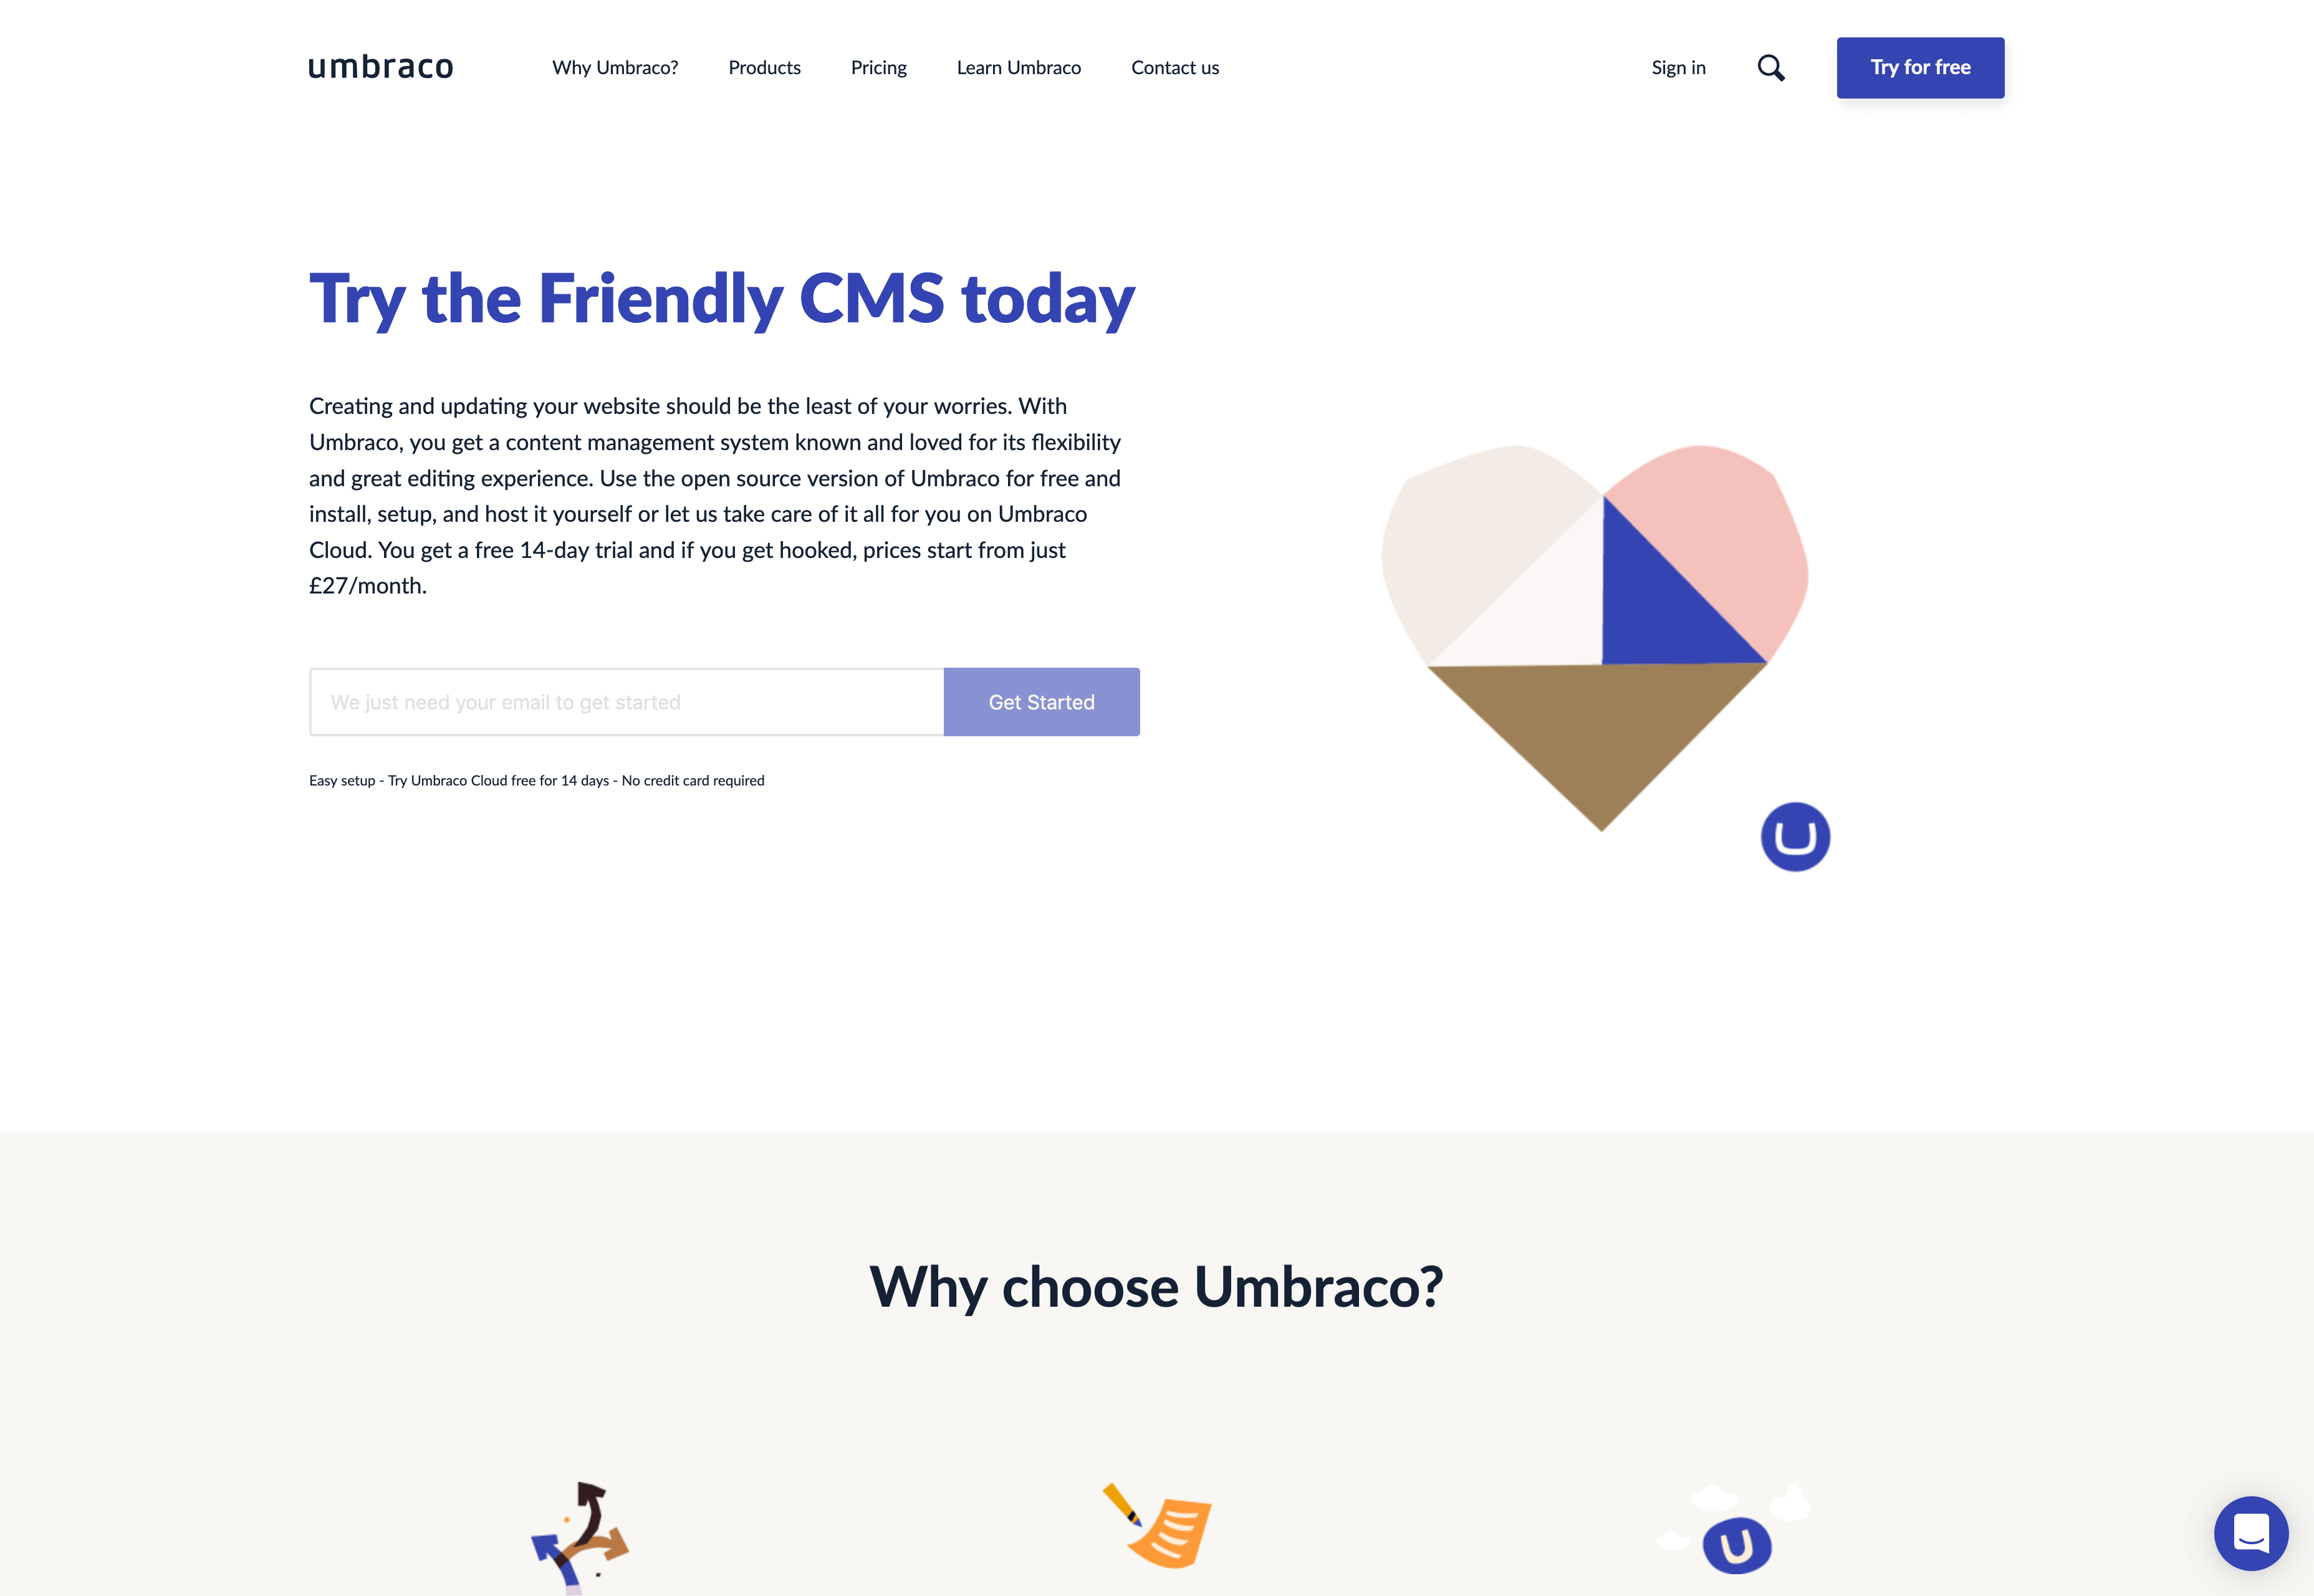 umbraco
Why Umbraco?
Products
Pricing
Learn Umbraco
Contact us
Sign in
Try for free
Try the Friendly CMS today
Creating and updating your website should be the least of your worries. With
Umbraco, you get a content management system known and loved for its flexibility
and great editing experience. Use the open source version of Umbraco for free and
install, setup, and host it yourself or let us take care of it all for you on Umbraco
Cloud. You get a free 14-day trial and if you get hooked, prices start from just
£27/month.
We just need your email to get started
Get Started
Easy setup - Try Umbraco Cloud free for 14 days - No credit card required
U
Why choose Umbraco?
U